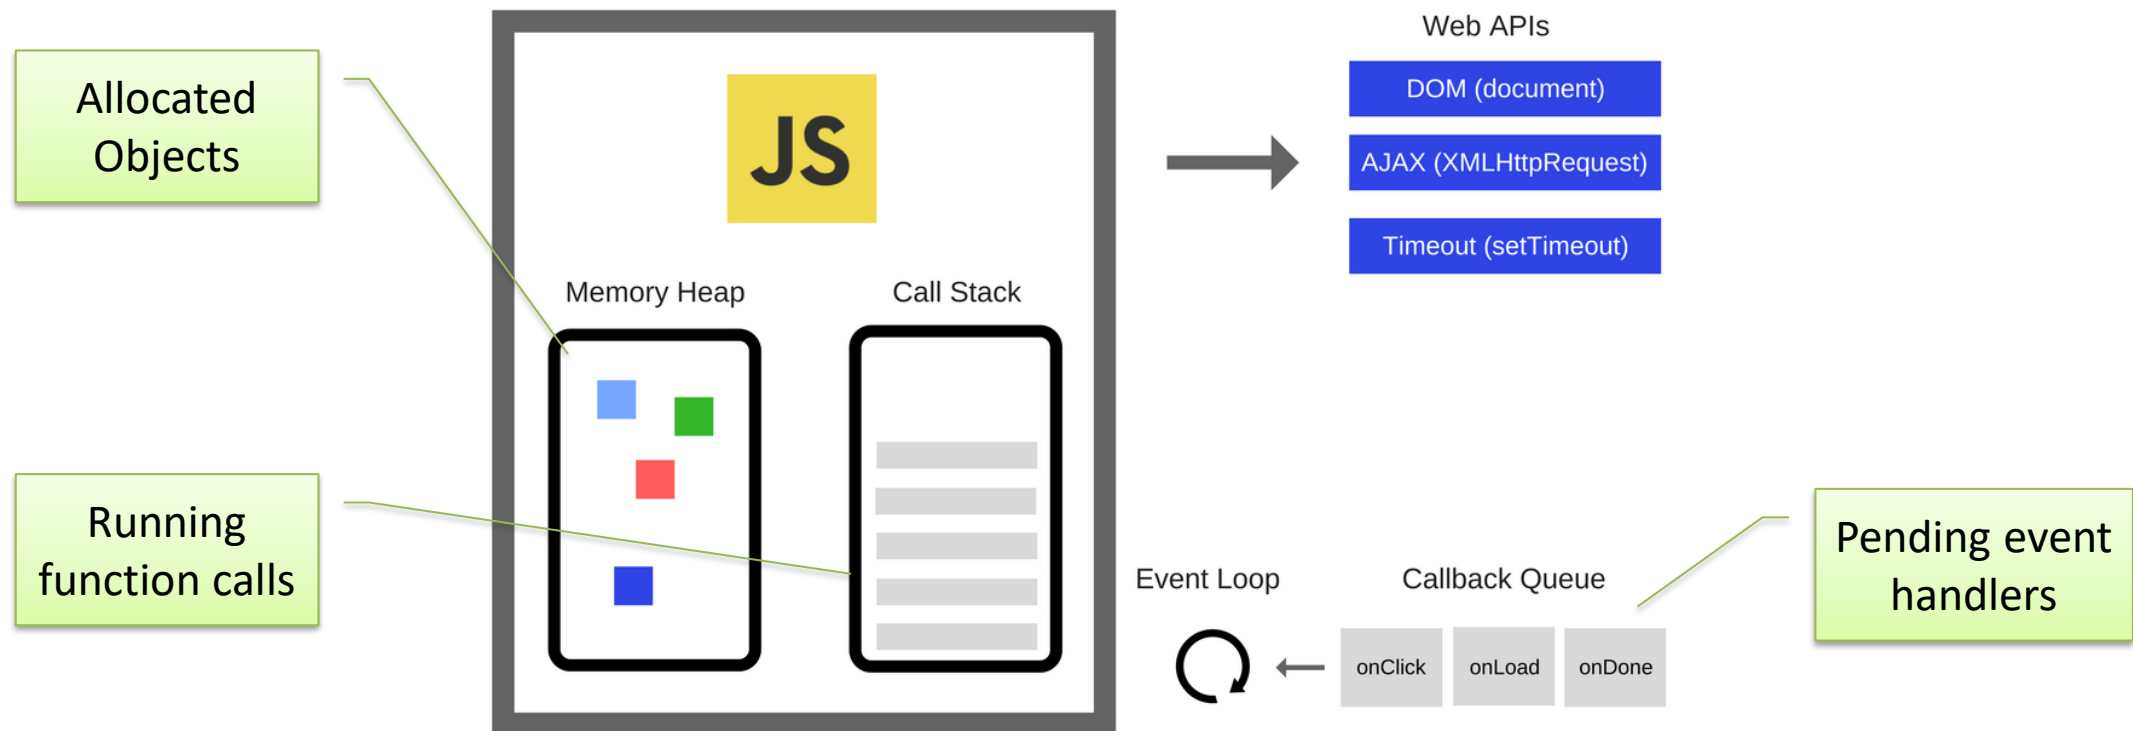 Allocated
Objects
JS
Memory Heap
Call Stack
Running
function calls
Web APIs
DOM (document)
AJAX (XMLHttpRequest)
Timeout (setTimeout)
Event Loop
Callback Queue
onClick
onLoad
onDone
Pending event
handlers